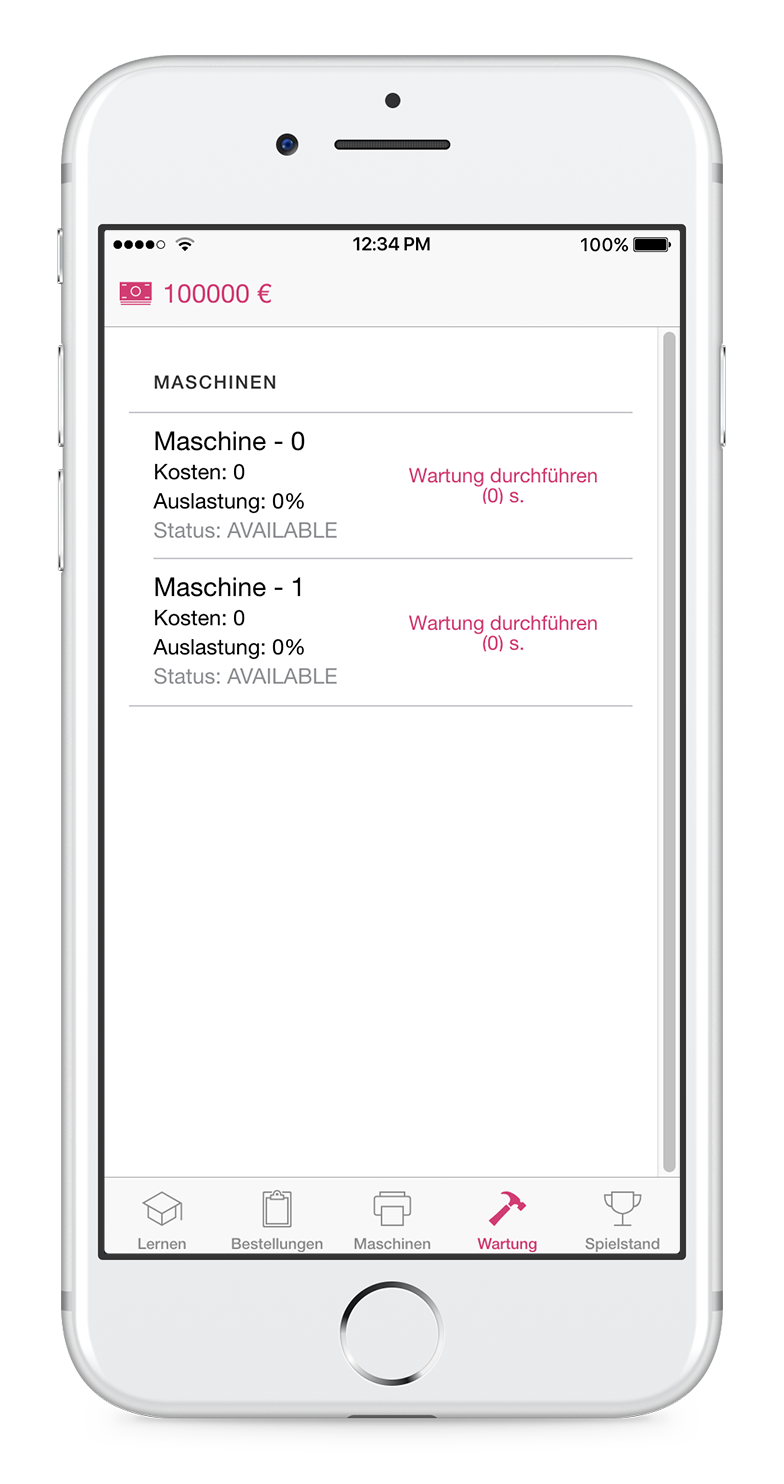 12:34 PM
100%
100000 €
MASCHINEN
Maschine - 0
Kosten: 0
Auslastung: 0%
Status: AVAILABLE
Wartung durchführen
(0) s.
Maschine - 1
Kosten: 0
Auslastung: 0%
Status: AVAILABLE
Wartung durchführen
(0) s.
Lernen
Bestellungen
Maschinen
Wartung
Spielstand